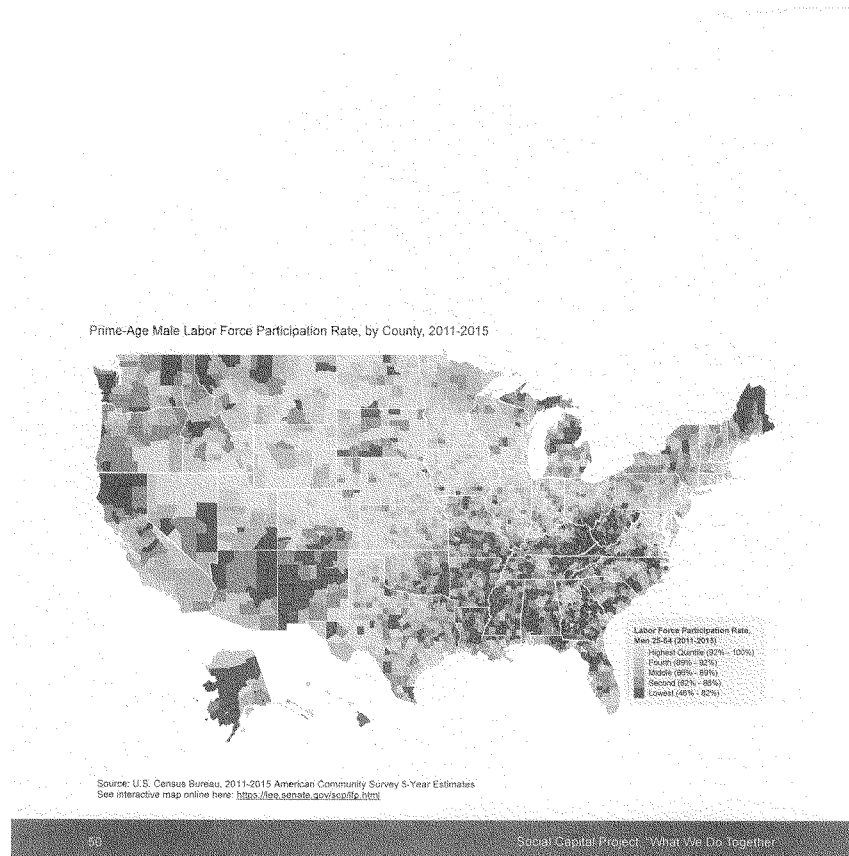 Prime-Age Male Labor Force Participation Rate, by County, 2011-2015
Labor Force Participation Rate,
Men 25-54 (2011-2015)
Highest Quintile (92% - 100%)
Fourth (89% - 92%)
Middle (86% - 89%)
Second (82% - 86%)
Lowest (46% - 82%)
Source: U.S. Census Bureau, 2011-2015 American Community Survey 5-Year Estimates
See interactive map online here: https://lee.senate.gov/scp/lfp.html
50
Social Capital Project, "What We Do Together"